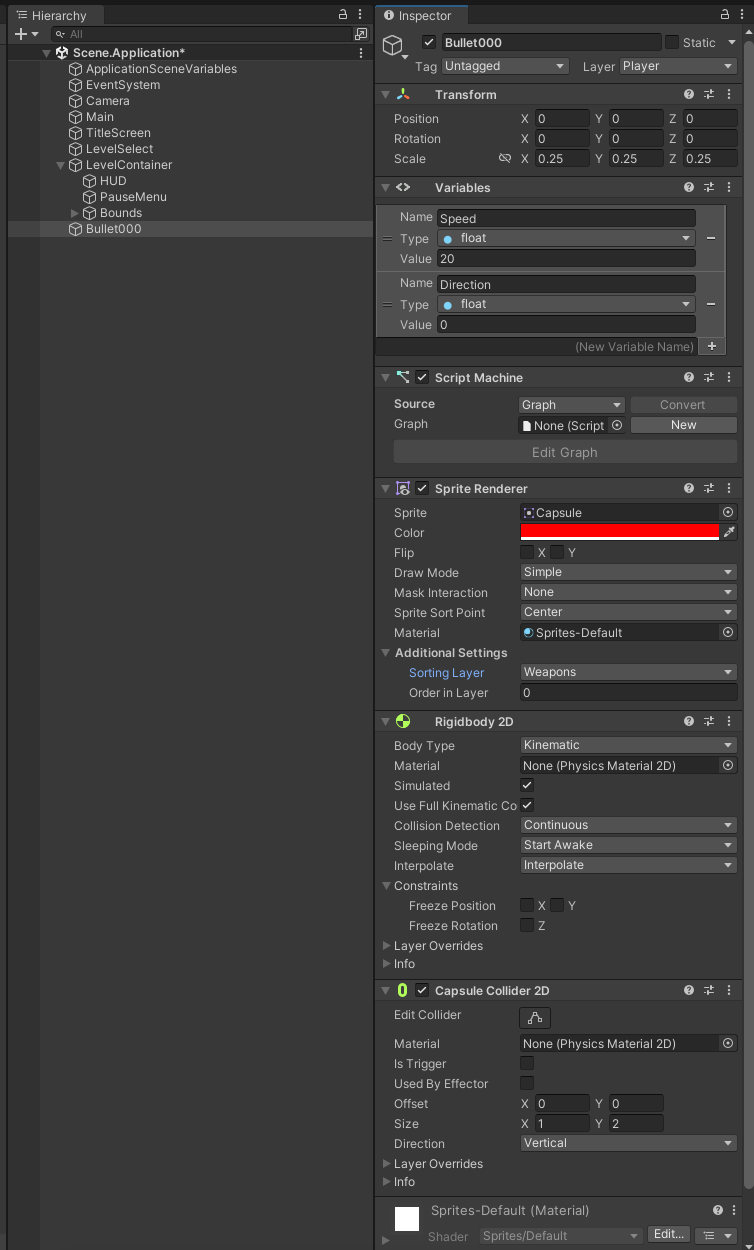 Hierarchy
All
Scene.Application*
ApplicationSceneVariables
EventSystem
Camera
Main
TitleScreen
LevelSelect
LevelContainer
HUD
PauseMenu
Bounds
Bullet000
Inspector
Bullet000 Static
Tag Untagged Layer Player
Transform
Position X 0 Y 0 Z 0
Rotation X 0 Y 0 Z 0
Scale X 0.25 Y 0.25 Z 0.25
Variables
Name Speed
Type float
Value 20
Name Direction
Type float
Value 0
(New Variable Name)
Script Machine
Source Graph Convert
Graph None (Script New
Edit Graph
Sprite Renderer
Sprite Capsule
Color
Flip X Y
Draw Mode Simple
Mask Interaction None
Sprite Sort Point Center
Material Sprites-Default
Additional Settings
Sorting Layer Weapons
Order in Layer 0
Rigidbody 2D
Body Type Kinematic
Material None (Physics Material 2D)
Simulated
Use Full Kinematic Co
Collision Detection Continuous
Sleeping Mode Start Awake
Interpolate Interpolate
Constraints
Freeze Position X Y
Freeze Rotation Z
Layer Overrides
Info
Capsule Collider 2D
Edit Collider
Material None (Physics Material 2D)
Is Trigger
Used By Effector
Offset X 0 Y 0
Size X 1 Y 2
Direction Vertical
Layer Overrides
Info
Sprites-Default (Material)
Shader Sprites/Default Edit...